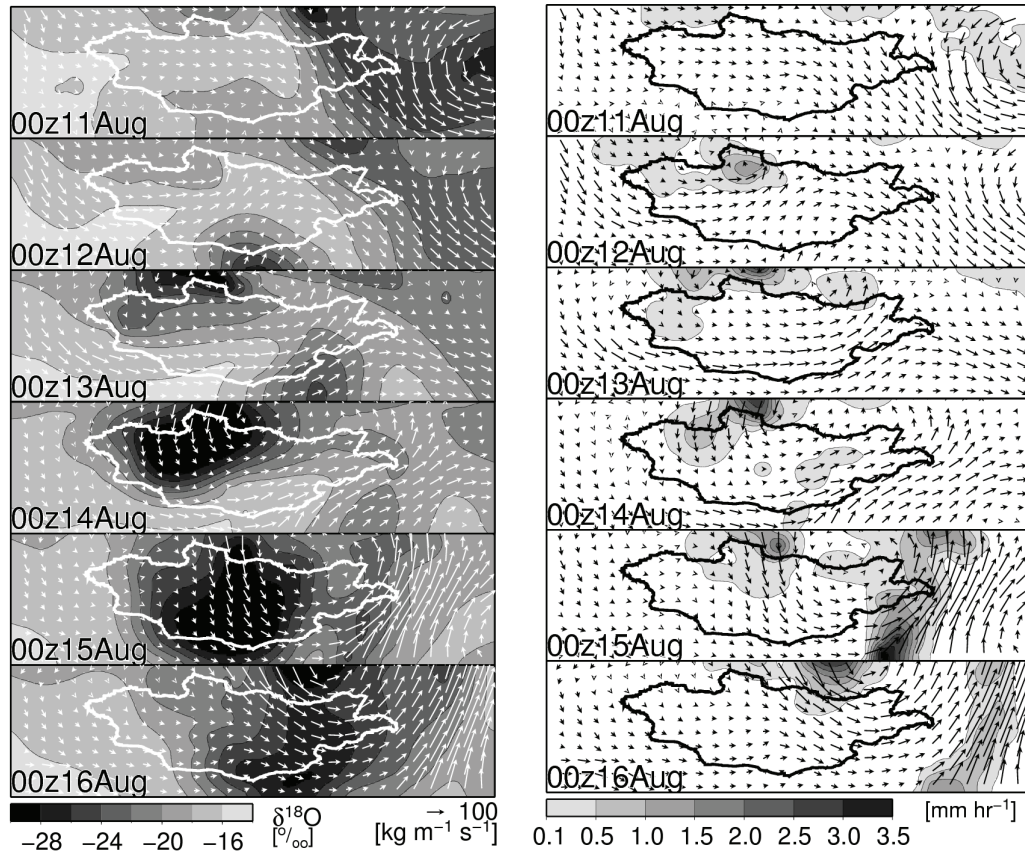 00z11Aug 00z11Aug
00z12Aug 00z12Aug
00z13Aug 00z13Aug
00z14Aug 00z14Aug
00z15Aug 00z15Aug
00z16Aug 00z16Aug
−28 −24 −20 −16 δ¹⁸O [º/ₒₒ] → 100 [kg m⁻¹ s⁻¹]
0.1 0.5 1.0 1.5 2.0 2.5 3.0 3.5 [mm hr⁻¹]